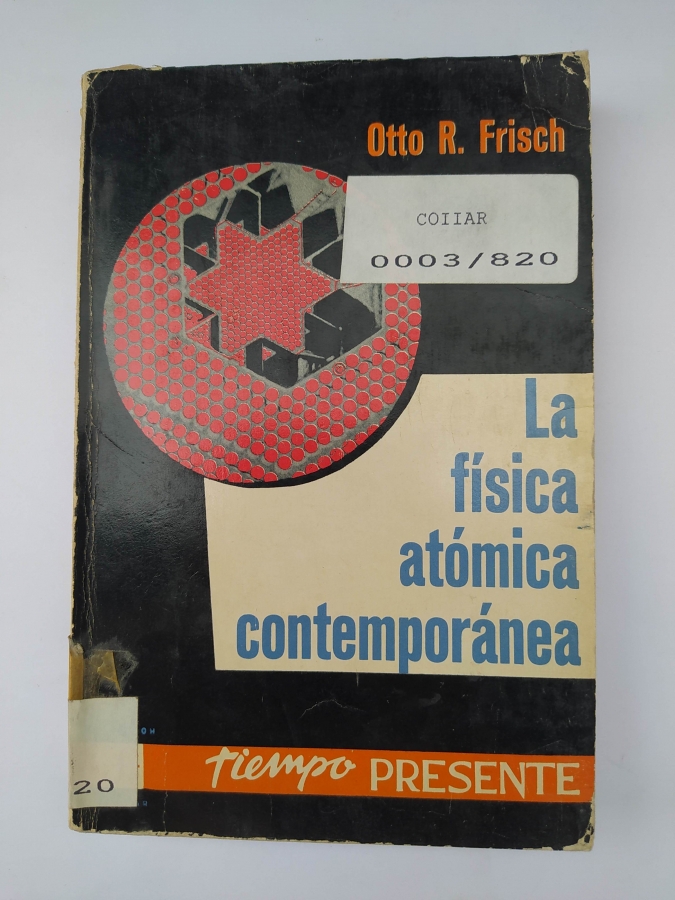 Otto R. Frisch
COIIAR
0003/820
La
física
atómica
contemporánea
tiempo PRESENTE
20